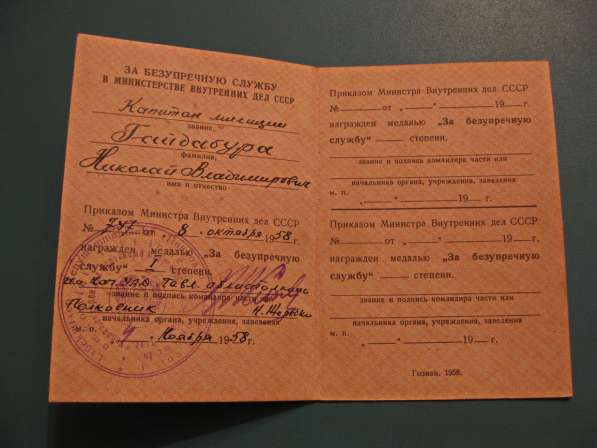 ЗА БЕЗУПРЕЧНУЮ СЛУЖБУ
В МИНИСТЕРСТВЕ ВНУТРЕННИХ ДЕЛ СССР
Капитан милиции
звание,
Гайдабура
фамилия,
Николай Владимирович
имя и отчество
Приказом Министра Внутренних дел СССР
№ 8. октября 1958 г.
награжден медалью „За безупречную
службу“ I степени.
звание и подпись командира части
Полковник
начальника органа, учреждения, заведения
м. п. 4 Ноября 1958 г.
Приказом Министра Внутренних дел СССР
№ — от „ — “ — 19 — г.
награжден медалью „За безупречную
службу“ — степени.
звание и подпись командира части или
начальника органа, учреждения, заведения
м. п. „ — “ — 19 — г.
Приказом Министра Внутренних дел СССР
№ — от „ — “ — 19 — г.
награжден медалью „За безупречную
службу“ — степени.
звание и подпись командира части или
начальника органа, учреждения, заведения
м. п. „ — “ — 19 — г.
Гознак. 1958.